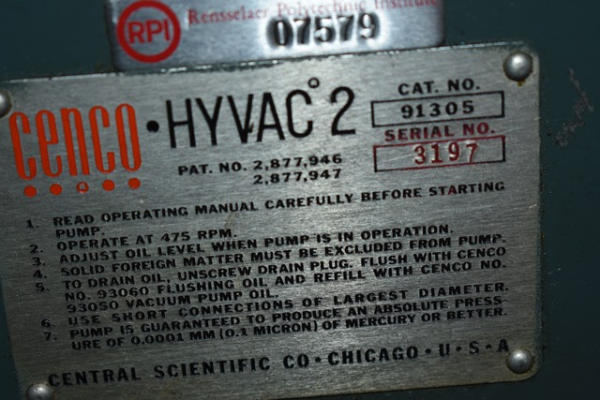 RPI
Rensselaer Polytechnic Institute
07579
cenco • HYVAC° 2
CAT. NO.
91305
SERIAL NO.
3197
PAT. NO. 2,877,946
2,877,947
1. READ OPERATING MANUAL CAREFULLY BEFORE STARTING
PUMP.
2. OPERATE AT 475 RPM.
3. ADJUST OIL LEVEL WHEN PUMP IS IN OPERATION.
4. SOLID FOREIGN MATTER MUST BE EXCLUDED FROM PUMP.
5. TO DRAIN OIL, UNSCREW DRAIN PLUG. FLUSH WITH CENCO
NO. 93060 FLUSHING OIL AND REFILL WITH CENCO NO.
93050 VACUUM PUMP OIL.
6. USE SHORT CONNECTIONS OF LARGEST DIAMETER.
7. PUMP IS GUARANTEED TO PRODUCE AN ABSOLUTE PRESS-
URE OF 0.0001 MM (0.1 MICRON) OF MERCURY OR BETTER.
CENTRAL SCIENTIFIC CO • CHICAGO • U • S • A